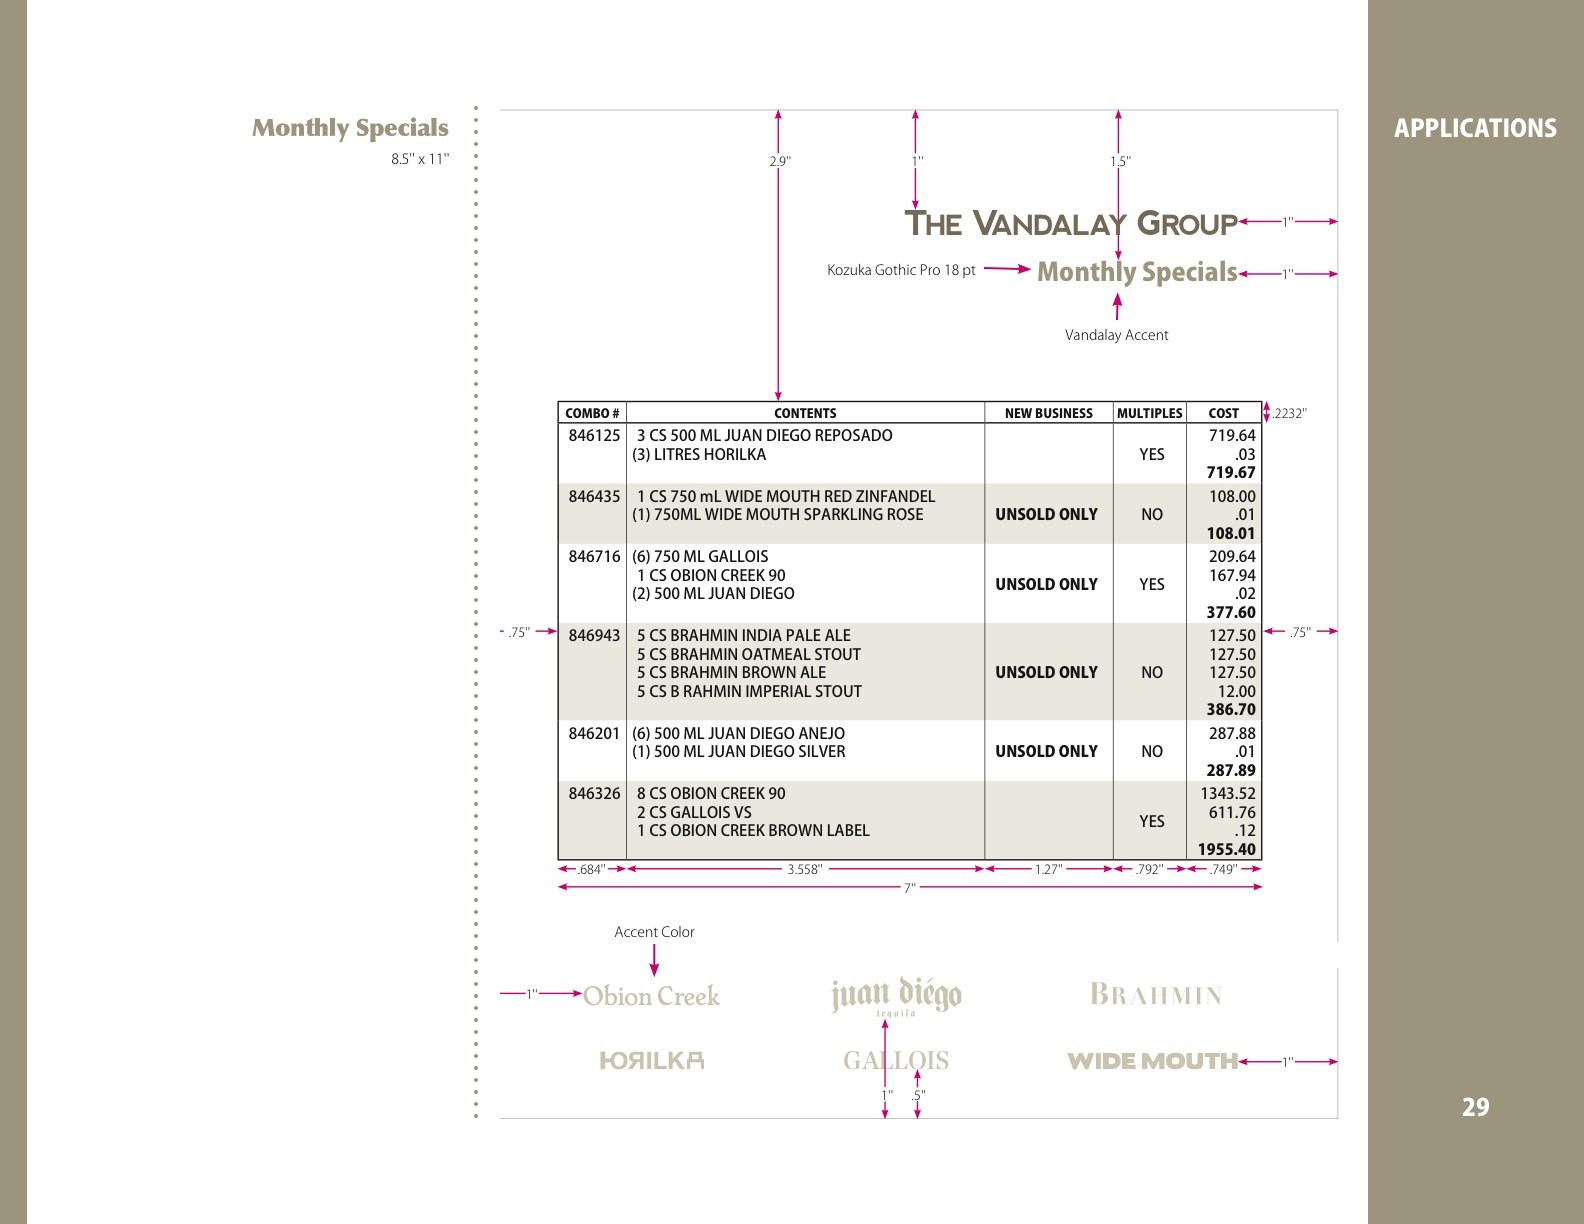 Monthly Specials
8.5" x 11"
APPLICATIONS
2.9"
1"
1.5"
THE VANDALAY GROUP
1"
Kozuka Gothic Pro 18 pt
Monthly Specials
1"
Vandalay Accent
COMBO # CONTENTS NEW BUSINESS MULTIPLES COST
.2232"
846125 3 CS 500 ML JUAN DIEGO REPOSADO 719.64
(3) LITRES HORILKA YES .03
719.67
846435 1 CS 750 mL WIDE MOUTH RED ZINFANDEL 108.00
(1) 750ML WIDE MOUTH SPARKLING ROSE UNSOLD ONLY NO .01
108.01
846716 (6) 750 ML GALLOIS 209.64
1 CS OBION CREEK 90 UNSOLD ONLY YES 167.94
(2) 500 ML JUAN DIEGO .02
377.60
.75" 846943 5 CS BRAHMIN INDIA PALE ALE 127.50 .75"
5 CS BRAHMIN OATMEAL STOUT 127.50
5 CS BRAHMIN BROWN ALE UNSOLD ONLY NO 127.50
5 CS B RAHMIN IMPERIAL STOUT 12.00
386.70
846201 (6) 500 ML JUAN DIEGO ANEJO 287.88
(1) 500 ML JUAN DIEGO SILVER UNSOLD ONLY NO .01
287.89
846326 8 CS OBION CREEK 90 1343.52
2 CS GALLOIS VS YES 611.76
1 CS OBION CREEK BROWN LABEL .12
1955.40
.684" 3.558" 1.27" .792" .749"
7"
Accent Color
1"
Obion Creek
juan diégo
tequila
BRAHMIN
ЮЯILKA
GALLOIS
WIDE MOUTH
1"
1"
.5"
29